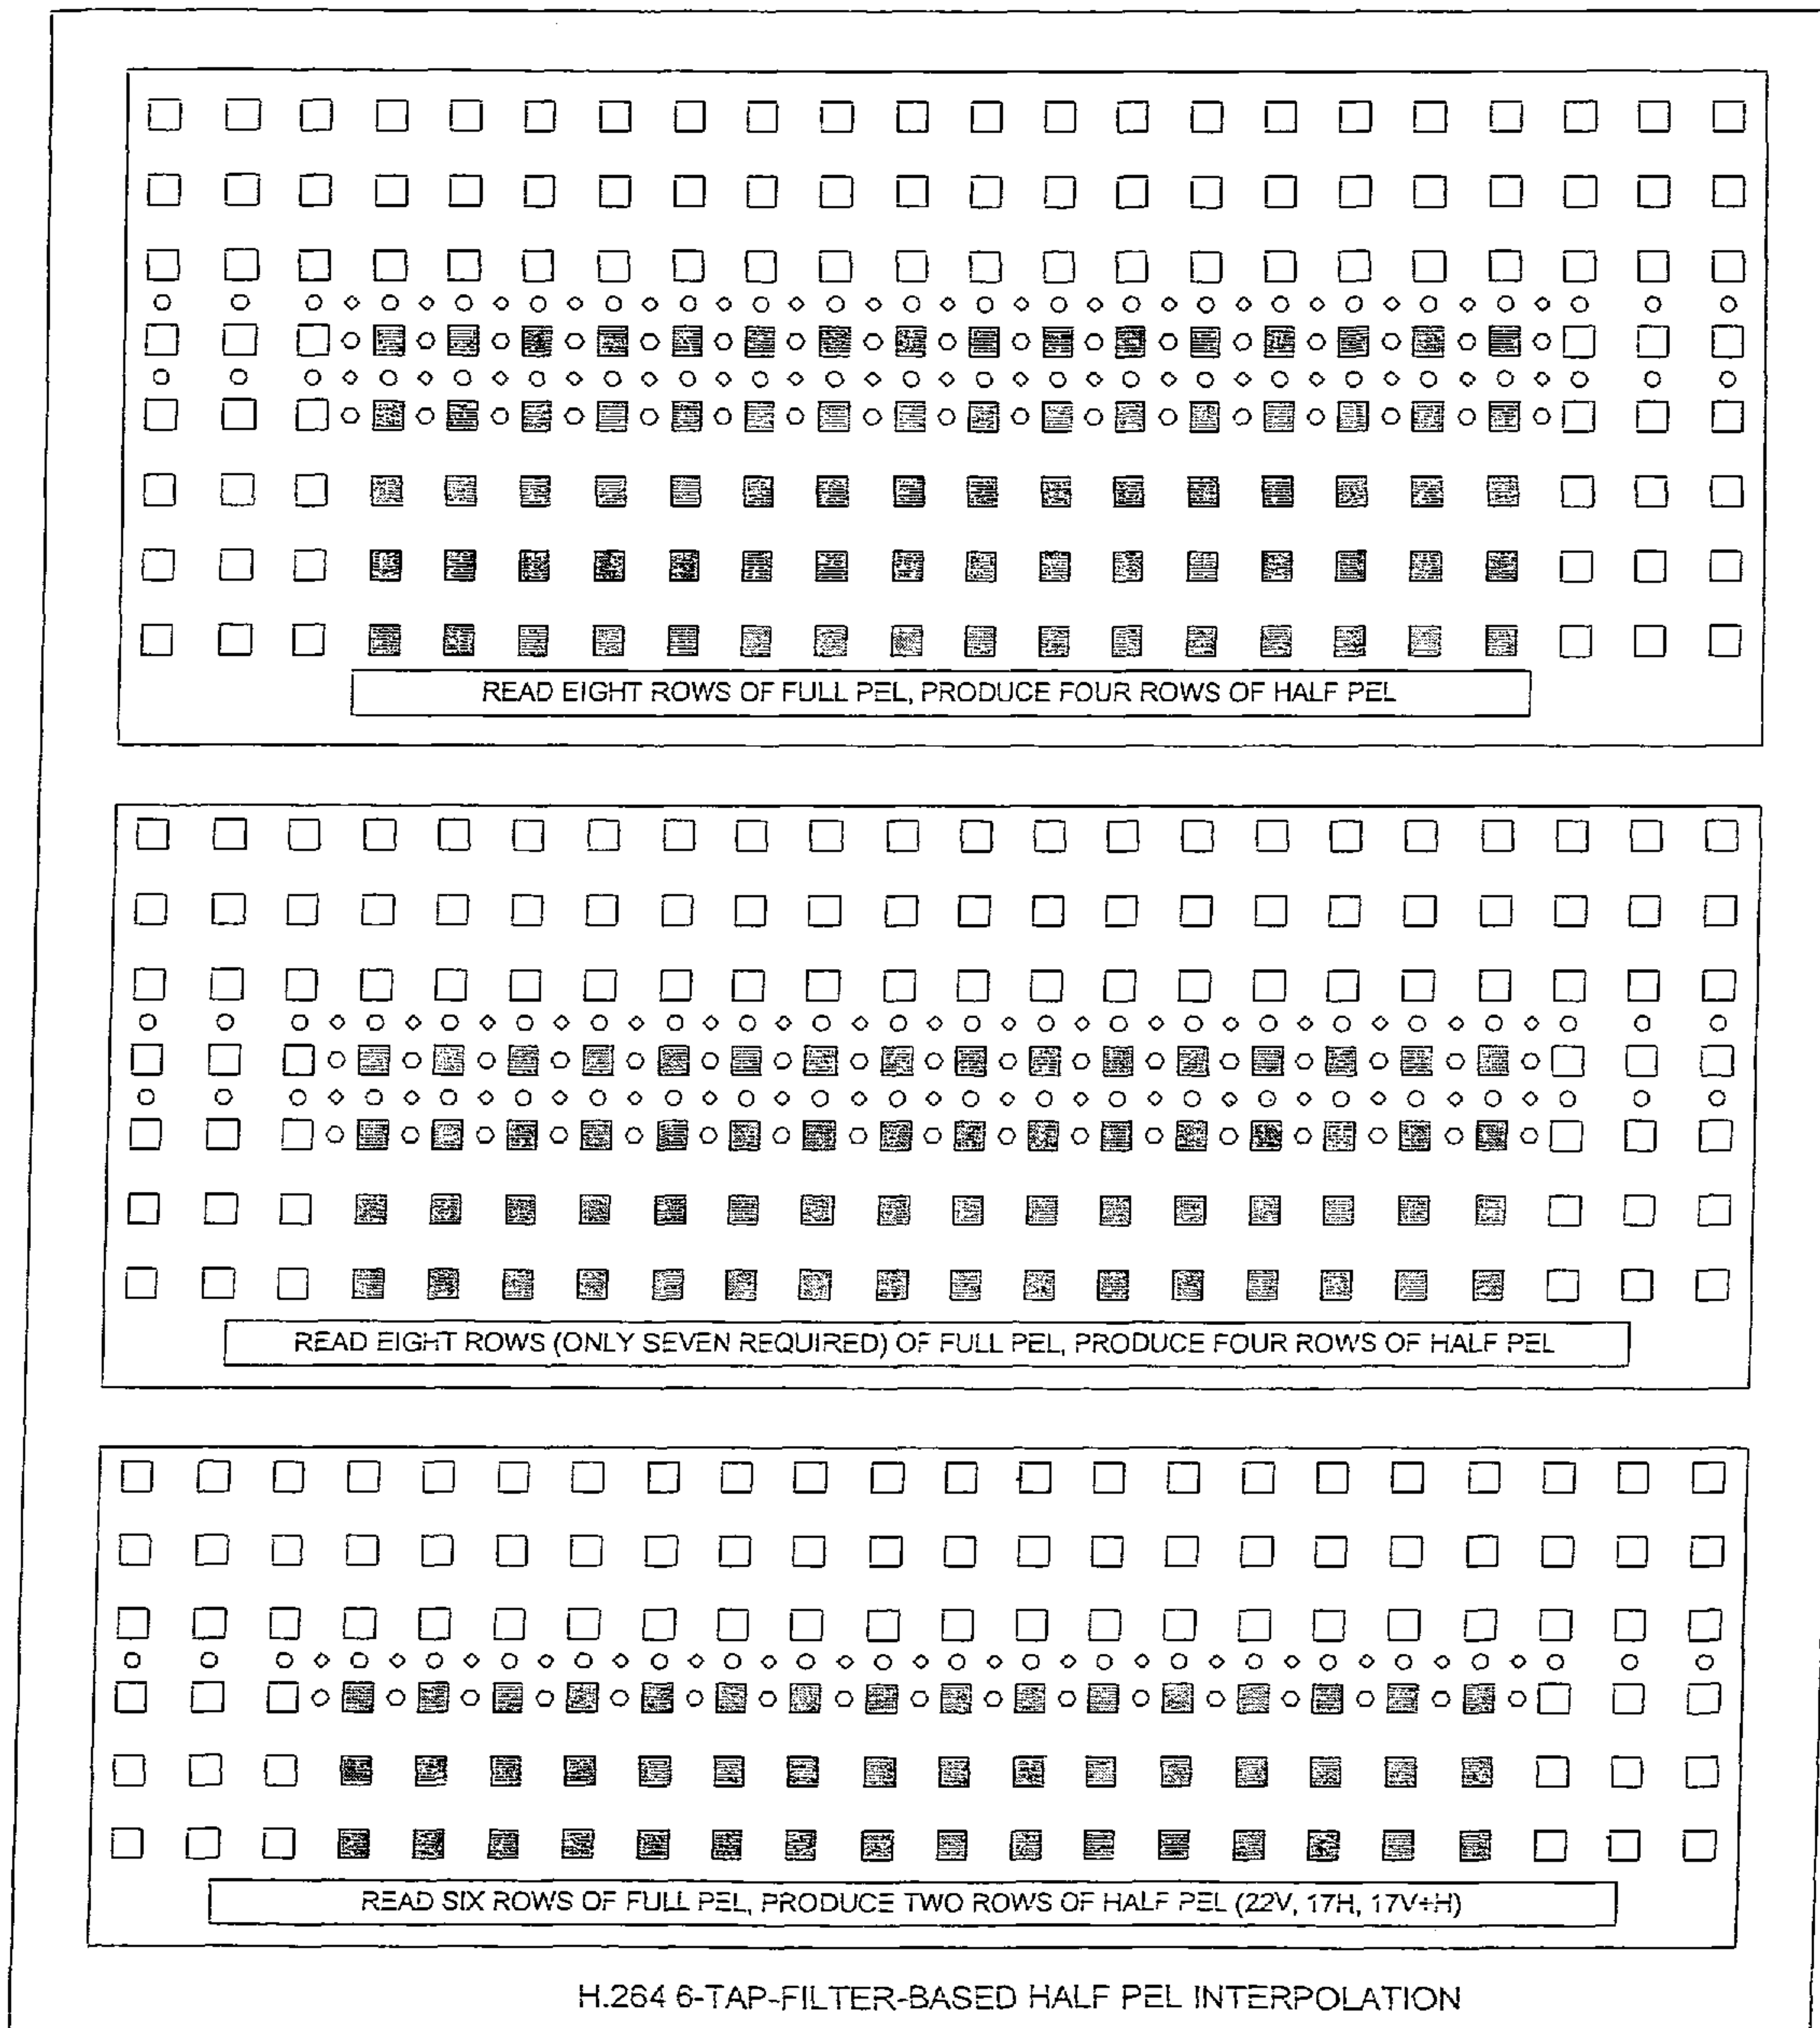 READ EIGHT ROWS OF FULL PEL, PRODUCE FOUR ROWS OF HALF PEL
READ EIGHT ROWS (ONLY SEVEN REQUIRED) OF FULL PEL, PRODUCE FOUR ROWS OF HALF PEL
READ SIX ROWS OF FULL PEL, PRODUCE TWO ROWS OF HALF PEL (22V, 17H, 17V+H)
H.264 6-TAP-FILTER-BASED HALF PEL INTERPOLATION